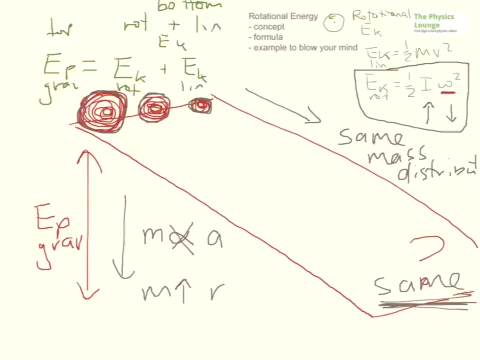 bottom
rot + lin
Ek
Ep grav = Ek rot + Ek lin
Rotational Energy
- concept
- formula
- example to blow your mind
Rotational
Ek
The Physics
Lounge
Ek lin = ½ mv²
Ek rot = ½ I ω²
same
mass
distribut
Ep
grav
m a
m↑ r
same